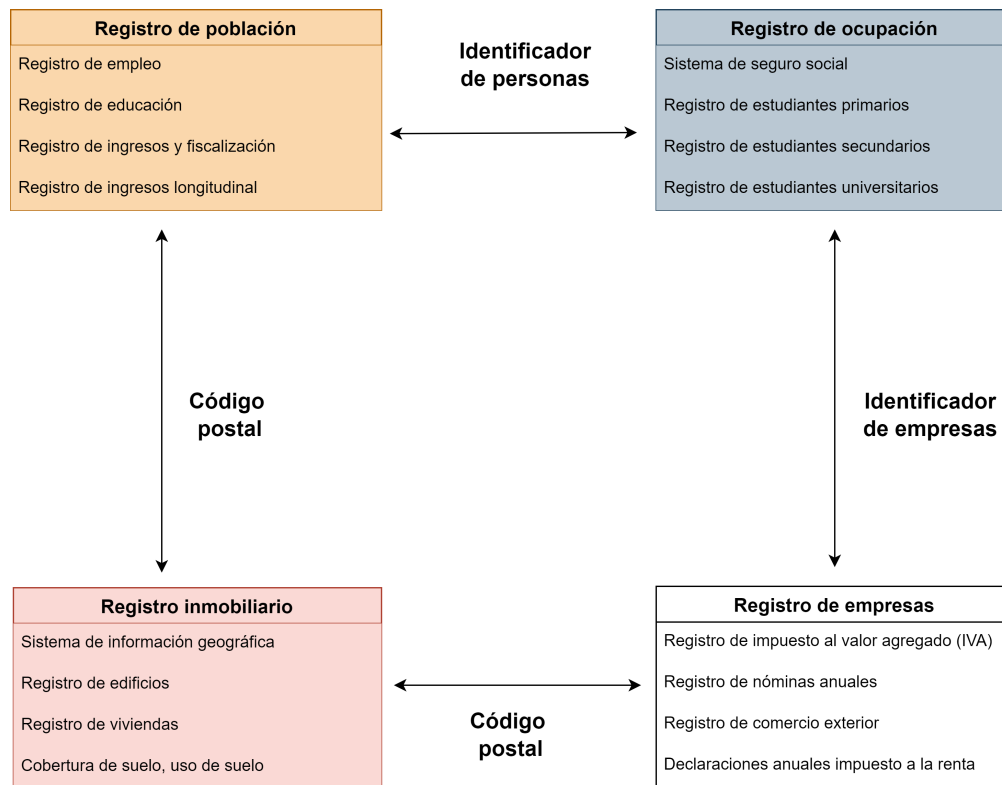 Registro de población
Registro de empleo
Registro de educación
Registro de ingresos y fiscalización
Registro de ingresos longitudinal
Identificador
de personas
Registro de ocupación
Sistema de seguro social
Registro de estudiantes primarios
Registro de estudiantes secundarios
Registro de estudiantes universitarios
Código
postal
Identificador
de empresas
Registro inmobiliario
Sistema de información geográfica
Registro de edificios
Registro de viviendas
Cobertura de suelo, uso de suelo
Código
postal
Registro de empresas
Registro de impuesto al valor agregado (IVA)
Registro de nóminas anuales
Registro de comercio exterior
Declaraciones anuales impuesto a la renta